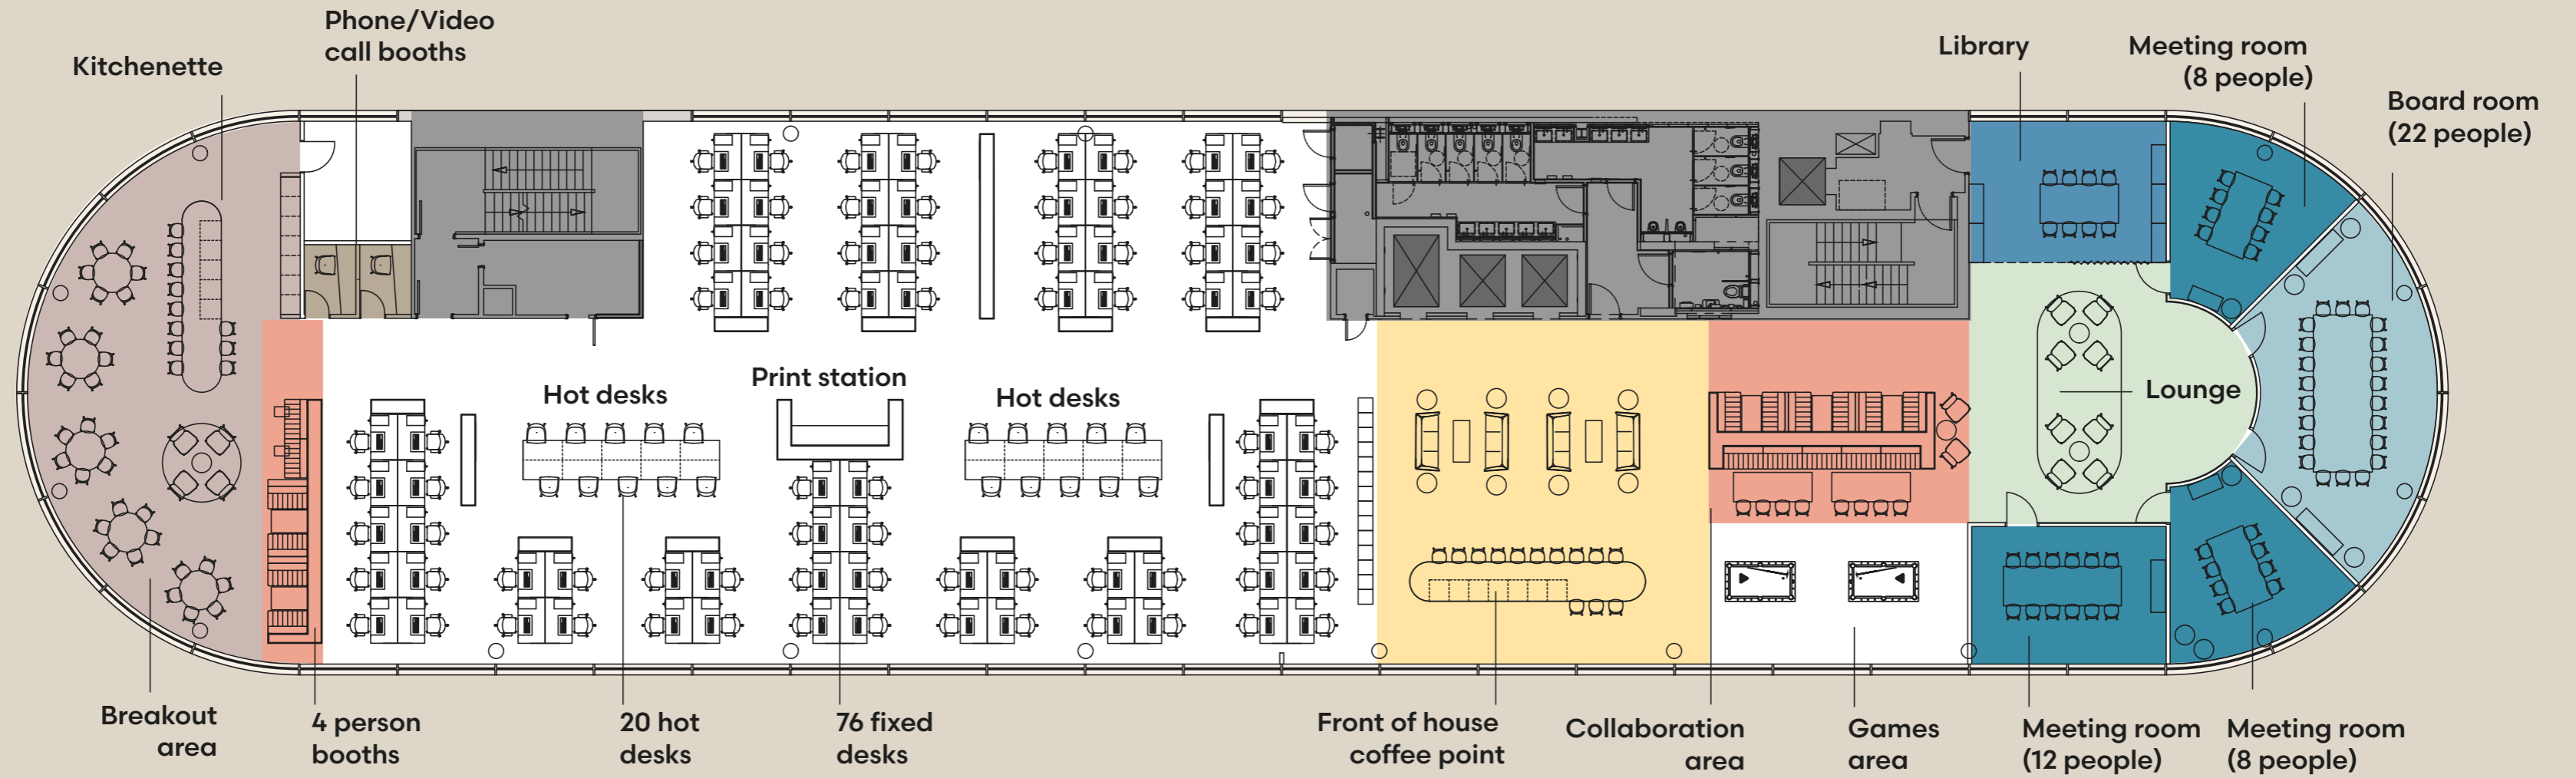 Phone/Video
call booths
Kitchenette
Library
Meeting room
(8 people)
Board room
(22 people)
Hot desks
Print station
Hot desks
Lounge
Breakout
area
4 person
booths
20 hot
desks
76 fixed
desks
Front of house
coffee point
Collaboration
area
Games
area
Meeting room
(12 people)
Meeting room
(8 people)